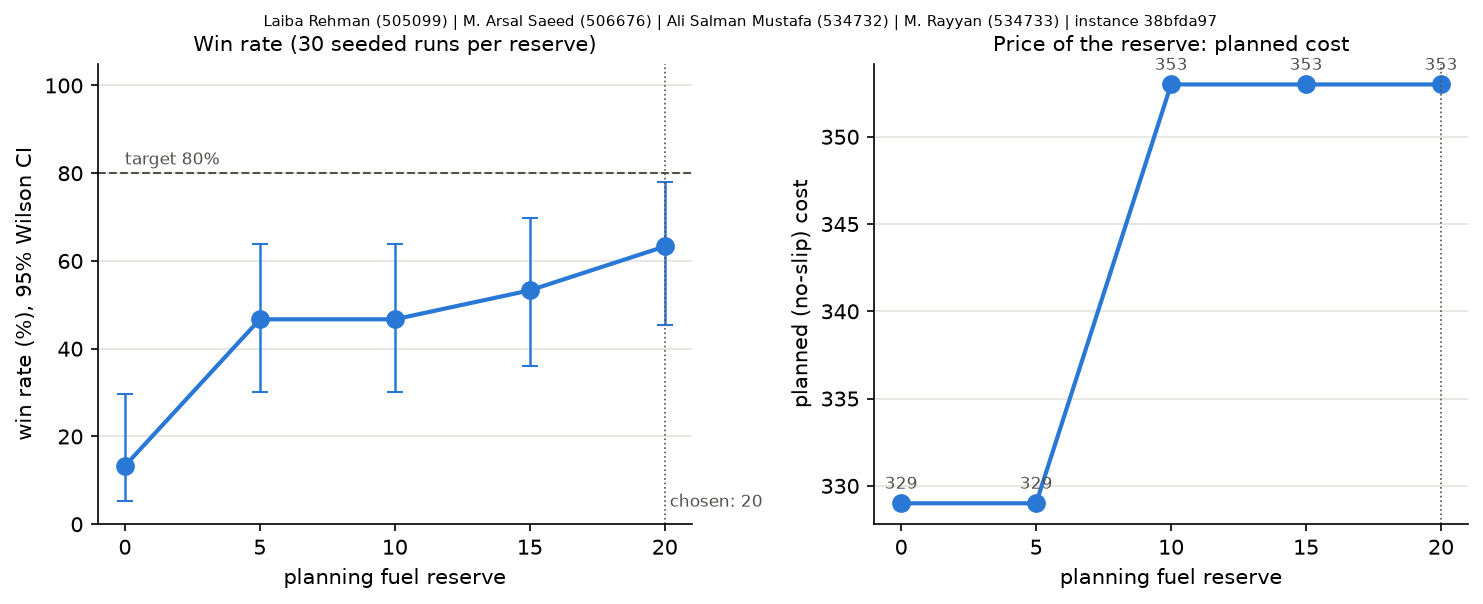 Laiba Rehman (505099) | M. Arsal Saeed (506676) | Ali Salman Mustafa (534732) | M. Rayyan (534733) | instance 38bfda97
Win rate (30 seeded runs per reserve)
win rate (%), 95% Wilson CI
100
80
60
40
20
0
target 80%
chosen: 20
0 5 10 15 20
planning fuel reserve
Price of the reserve: planned cost
planned (no-slip) cost
350
345
340
335
330
329 329 353 353 353
0 5 10 15 20
planning fuel reserve